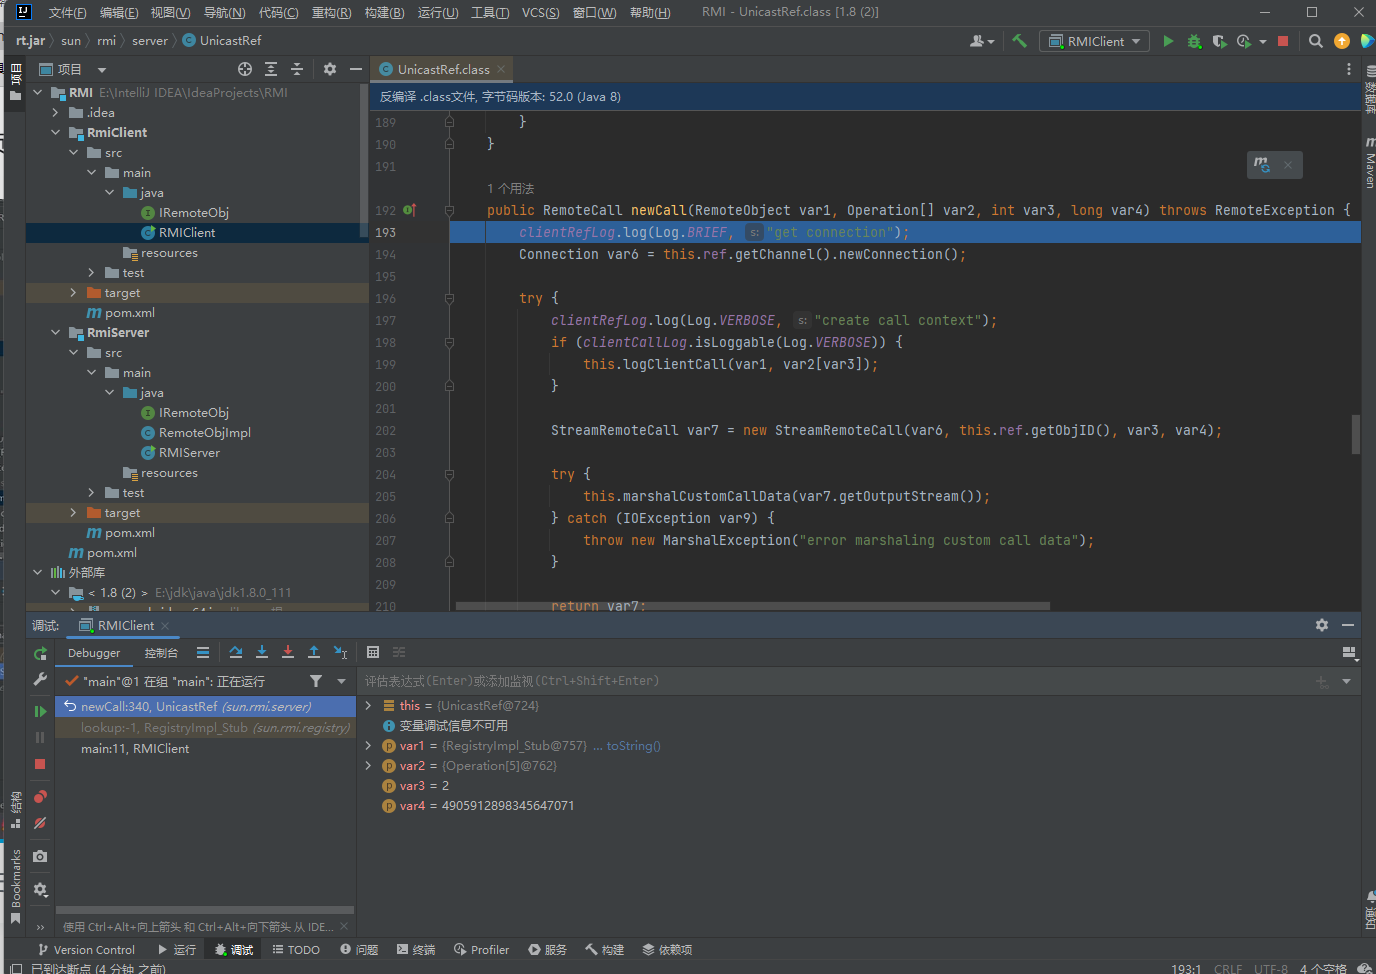 文件(F) 编辑(E) 视图(V) 导航(N) 代码(C) 重构(R) 构建(B) 运行(U) 工具(T) VCS(S) 窗口(W) 帮助(H) RMI - UnicastRef.class [1.8 (2)]
rt.jar sun rmi server UnicastRef RMIClient
项目
项目
UnicastRef.class
反编译 .class文件, 字节码版本: 52.0 (Java 8)
RMI E:\IntelliJ IDEA\IdeaProjects\RMI
.idea
RmiClient
src
main
java
IRemoteObj
RMIClient
resources
test
target
pom.xml
RmiServer
src
main
java
IRemoteObj
RemoteObjImpl
RMIServer
resources
test
target
pom.xml
pom.xml
外部库
< 1.8 (2) > E:\jdk\java\jdk1.8.0_111
189 }
190 }
191
1 个用法
192 public RemoteCall newCall(RemoteObject var1, Operation[] var2, int var3, long var4) throws RemoteException {
193 clientRefLog.log(Log.BRIEF, s: "get connection");
194 Connection var6 = this.ref.getChannel().newConnection();
195
196 try {
197 clientRefLog.log(Log.VERBOSE, s: "create call context");
198 if (clientCallLog.isLoggable(Log.VERBOSE)) {
199 this.logClientCall(var1, var2[var3]);
200 }
201
202 StreamRemoteCall var7 = new StreamRemoteCall(var6, this.ref.getObjID(), var3, var4);
203
204 try {
205 this.marshalCustomCallData(var7.getOutputStream());
206 } catch (IOException var9) {
207 throw new MarshalException("error marshaling custom call data");
208 }
209
210 return var7;
数据库
Maven
通知
调试: RMIClient
Debugger 控制台
"main"@1 在组 "main": 正在运行
newCall:340, UnicastRef (sun.rmi.server)
lookup:-1, RegistryImpl_Stub (sun.rmi.registry)
main:11, RMIClient
评估表达式(Enter)或添加监视(Ctrl+Shift+Enter)
this = {UnicastRef@724}
变量调试信息不可用
var1 = {RegistryImpl_Stub@757} ... toString()
var2 = {Operation[5]@762}
var3 = 2
var4 = 4905912898345647071
结构
Bookmarks
使用 Ctrl+Alt+向上箭头 和 Ctrl+Alt+向下箭头 从 IDE...
Version Control 运行 调试 TODO 问题 终端 Profiler 服务 构建 依赖项
已到达断点 (4 分钟 之前) 193:1 CRLF UTF-8 4 个空格